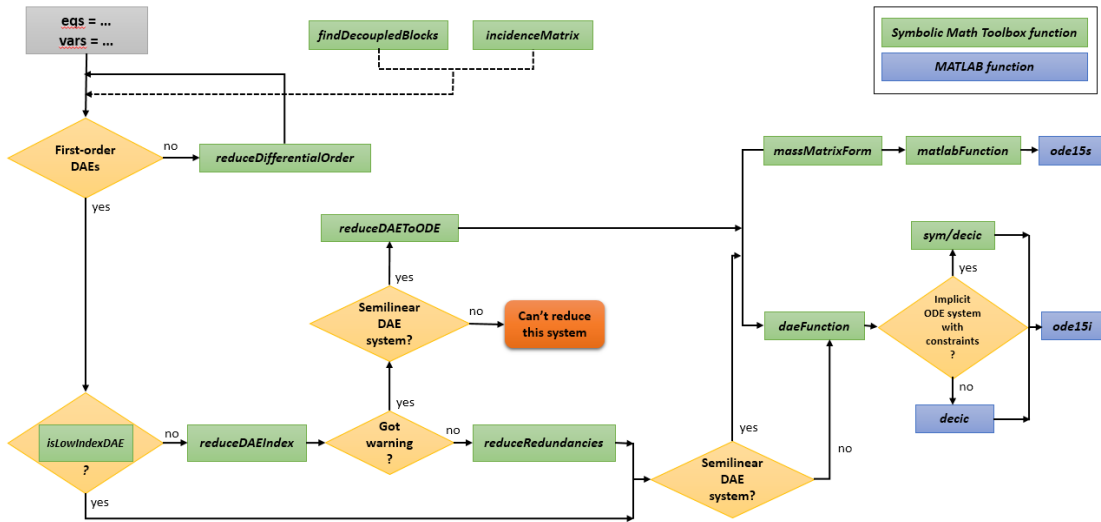 eqs = ...
vars = ...
findDecoupledBlocks
incidenceMatrix
Symbolic Math Toolbox function
MATLAB function
First-order
DAEs
no
reduceDifferentialOrder
yes
massMatrixForm
matlabFunction
ode15s
reduceDAEToODE
sym/decic
yes
yes
Semilinear
DAE
system?
no
Can't reduce
this system
daeFunction
Implicit
ODE system
with
constraints
?
ode15i
no
decic
yes
isLowIndexDAE
?
no
reduceDAEIndex
Got
warning
?
no
reduceRedundancies
yes
Semilinear
DAE
system?
no
yes